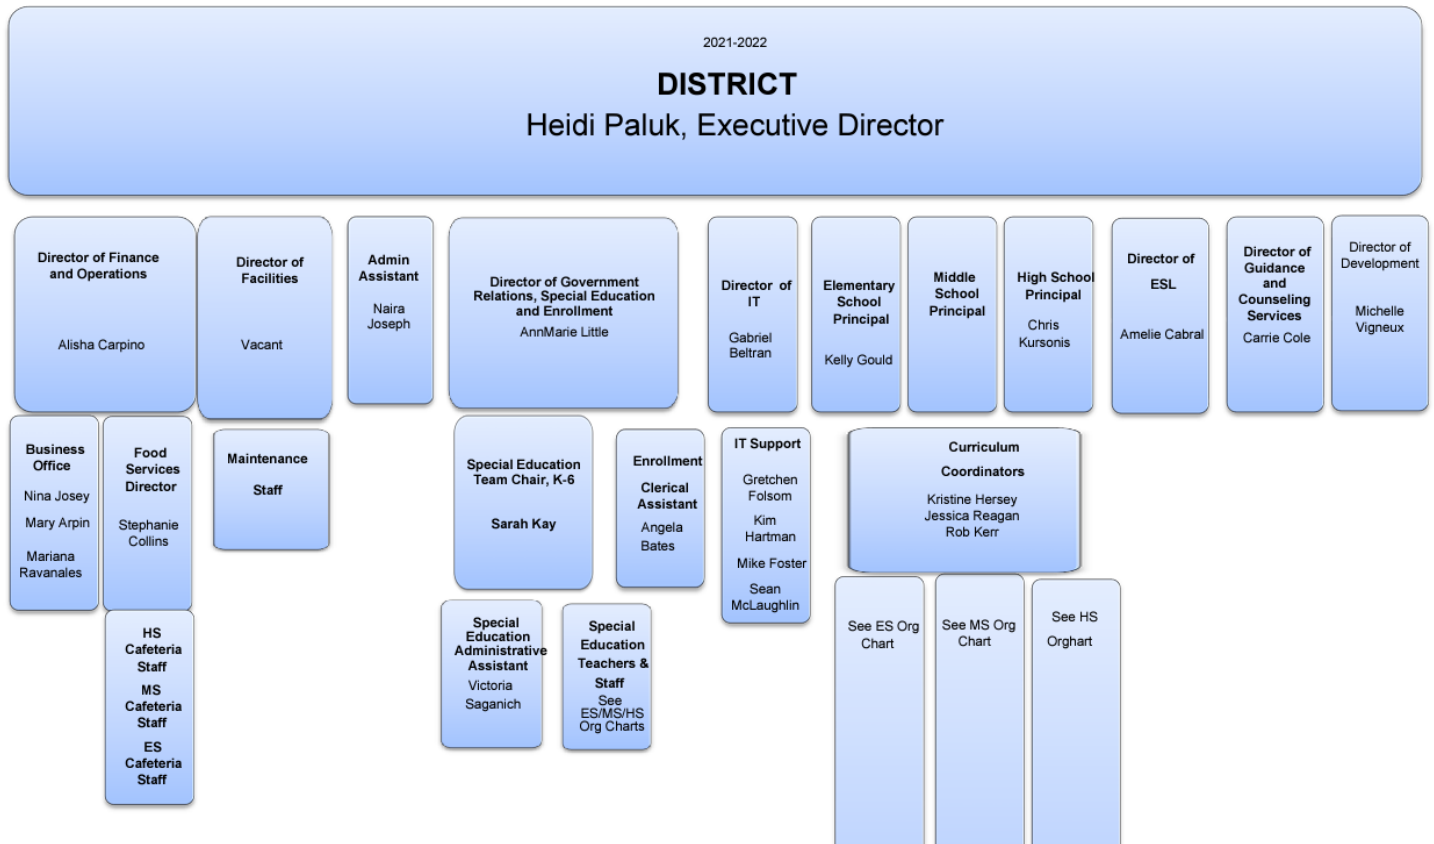 2021-2022
DISTRICT
Heidi Paluk, Executive Director
Director of Finance
and Operations
Alisha Carpino
Director of
Facilities
Vacant
Admin
Assistant
Naira
Joseph
Director of Government
Relations, Special Education
and Enrollment
AnnMarie Little
Director of
IT
Gabriel
Beltran
Elementary
School
Principal
Kelly Gould
Middle
School
Principal
High School
Principal
Chris
Kursonis
Director of
ESL
Amelie Cabral
Director of
Guidance
and
Counseling
Services
Carrie Cole
Director of
Development
Michelle
Vigneux
Business
Office
Nina Josey
Mary Arpin
Mariana
Ravanales
Food
Services
Director
Stephanie
Collins
Maintenance
Staff
Special Education
Team Chair, K-6
Sarah Kay
Enrollment
Clerical
Assistant
Angela
Bates
IT Support
Gretchen
Folsom
Kim
Hartman
Mike Foster
Sean
McLaughlin
Curriculum
Coordinators
Kristine Hersey
Jessica Reagan
Rob Kerr
HS
Cafeteria
Staff
MS
Cafeteria
Staff
ES
Cafeteria
Staff
Special
Education
Administrative
Assistant
Victoria
Saganich
Special
Education
Teachers &
Staff
See
ES/MS/HS
Org Charts
See ES Org
Chart
See MS Org
Chart
See HS
Orghart